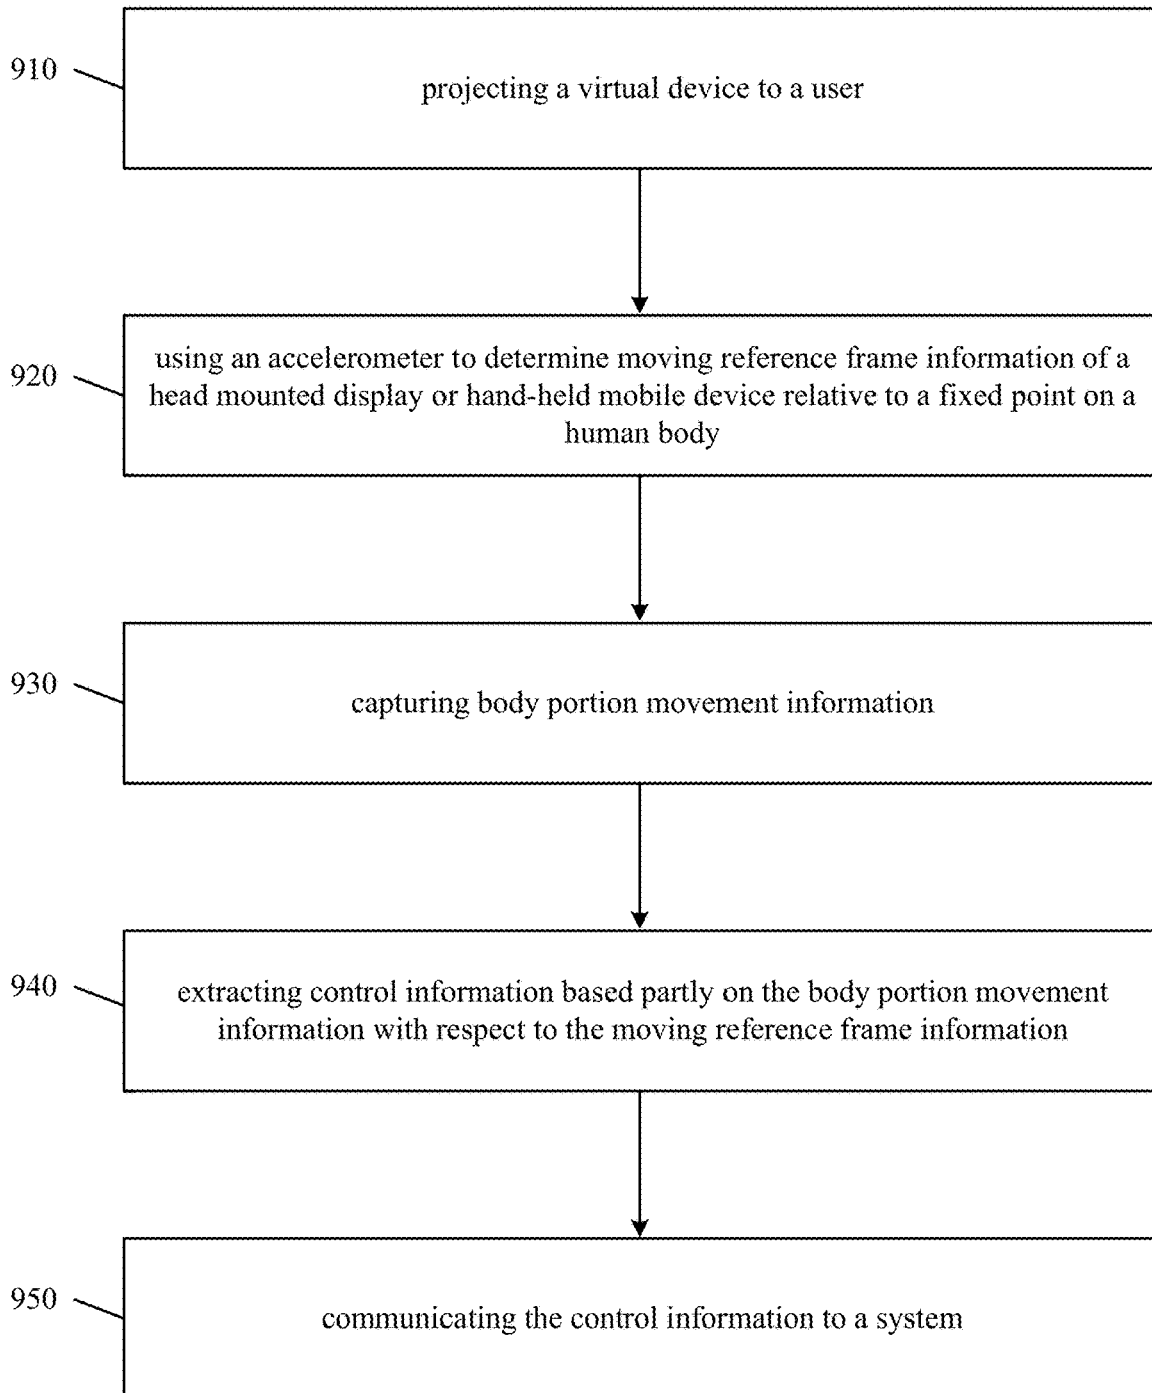 910
projecting a virtual device to a user
920
using an accelerometer to determine moving reference frame information of a
head mounted display or hand-held mobile device relative to a fixed point on a
human body
930
capturing body portion movement information
940
extracting control information based partly on the body portion movement
information with respect to the moving reference frame information
950
communicating the control information to a system